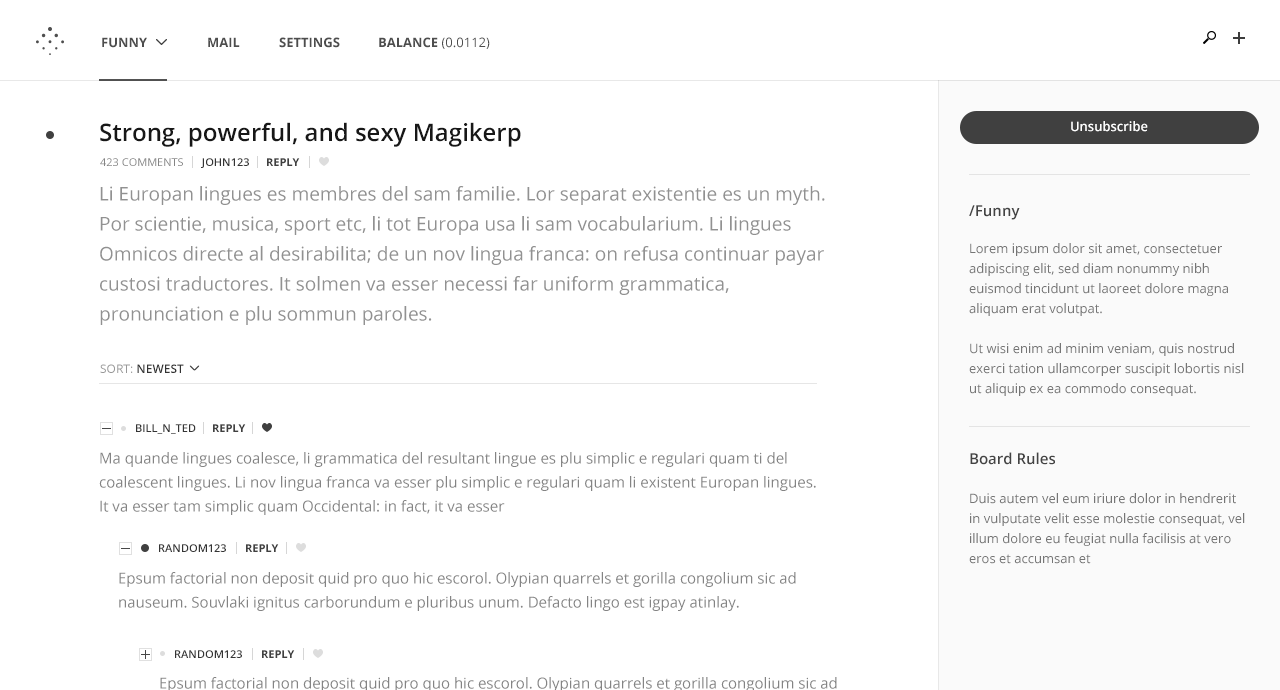 FUNNY MAIL SETTINGS BALANCE (0.0112)
Strong, powerful, and sexy Magikerp
423 COMMENTS JOHN123 REPLY
Li Europan lingues es membres del sam familie. Lor separat existentie es un myth.
Por scientie, musica, sport etc, li tot Europa usa li sam vocabularium. Li lingues
Omnicos directe al desirabilita; de un nov lingua franca: on refusa continuar payar
custosi traductores. It solmen va esser necessi far uniform grammatica,
pronunciation e plu sommun paroles.
SORT: NEWEST
BILL_N_TED REPLY
Ma quande lingues coalesce, li grammatica del resultant lingue es plu simplic e regulari quam ti del
coalescent lingues. Li nov lingua franca va esser plu simplic e regulari quam li existent Europan lingues.
It va esser tam simplic quam Occidental: in fact, it va esser
RANDOM123 REPLY
Epsum factorial non deposit quid pro quo hic escorol. Olypian quarrels et gorilla congolium sic ad
nauseum. Souvlaki ignitus carborundum e pluribus unum. Defacto lingo est igpay atinlay.
RANDOM123 REPLY
Epsum factorial non deposit quid pro quo hic escorol. Olypian quarrels et gorilla congolium sic ad
Unsubscribe
/Funny
Lorem ipsum dolor sit amet, consectetuer
adipiscing elit, sed diam nonummy nibh
euismod tincidunt ut laoreet dolore magna
aliquam erat volutpat.
Ut wisi enim ad minim veniam, quis nostrud
exerci tation ullamcorper suscipit lobortis nisl
ut aliquip ex ea commodo consequat.
Board Rules
Duis autem vel eum iriure dolor in hendrerit
in vulputate velit esse molestie consequat, vel
illum dolore eu feugiat nulla facilisis at vero
eros et accumsan et